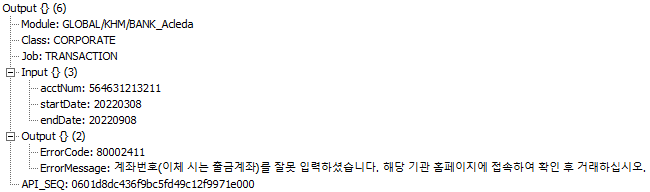 Output {} (6)
Module: GLOBAL/KHM/BANK_Acleda
Class: CORPORATE
Job: TRANSACTION
Input {} (3)
acctNum: 564631213211
startDate: 20220308
endDate: 20220908
Output {} (2)
ErrorCode: 80002411
ErrorMessage: 계좌번호(이체 시는 출금계좌)를 잘못 입력하셨습니다. 해당 기관 홈페이지에 접속하여 확인 후 거래하십시오.
API_SEQ: 0601d8dc436f9bc5fd49c12f9971e000